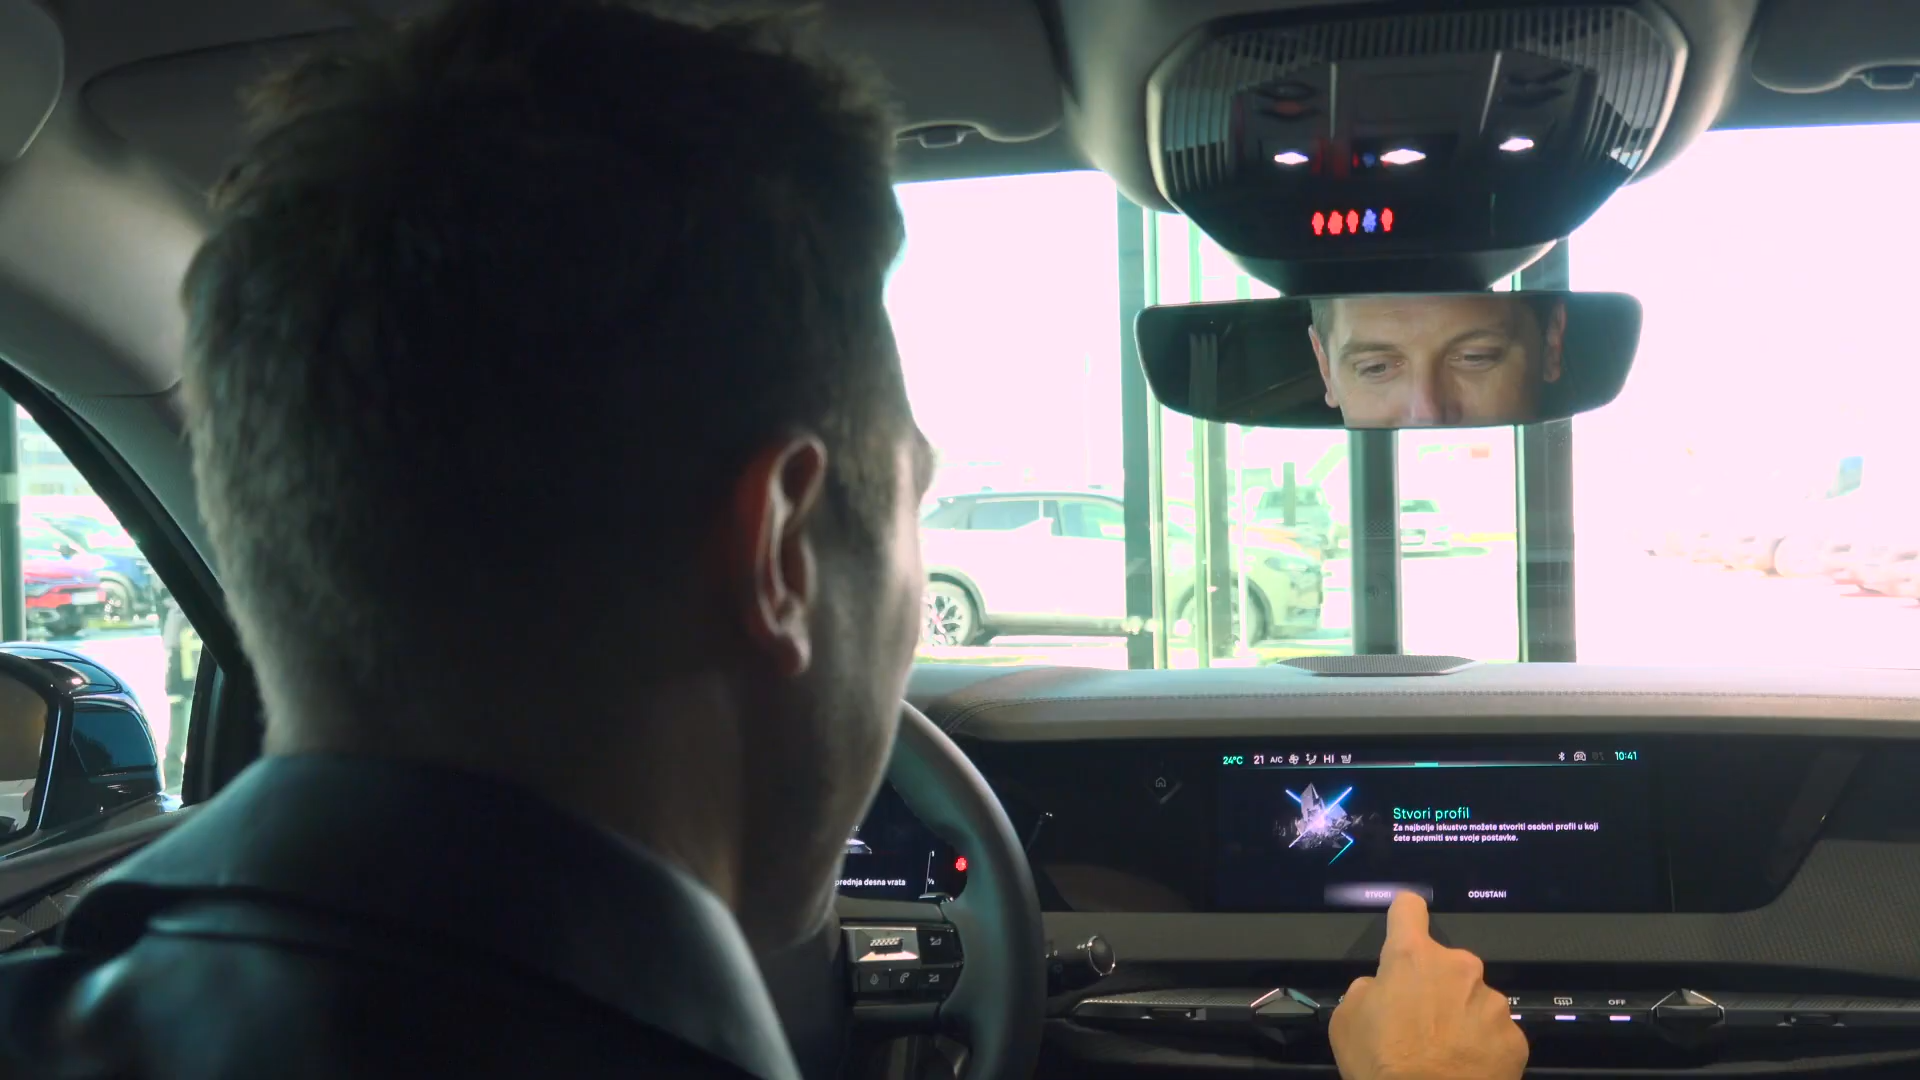 24°C 21 A/C HI 10:41
Stvori profil
Za najbolje iskustvo možete stvoriti osobni profil u koji
ćete spremiti sve svoje postavke.
STVORI ODUSTANI
prednja desna vrata
OFF